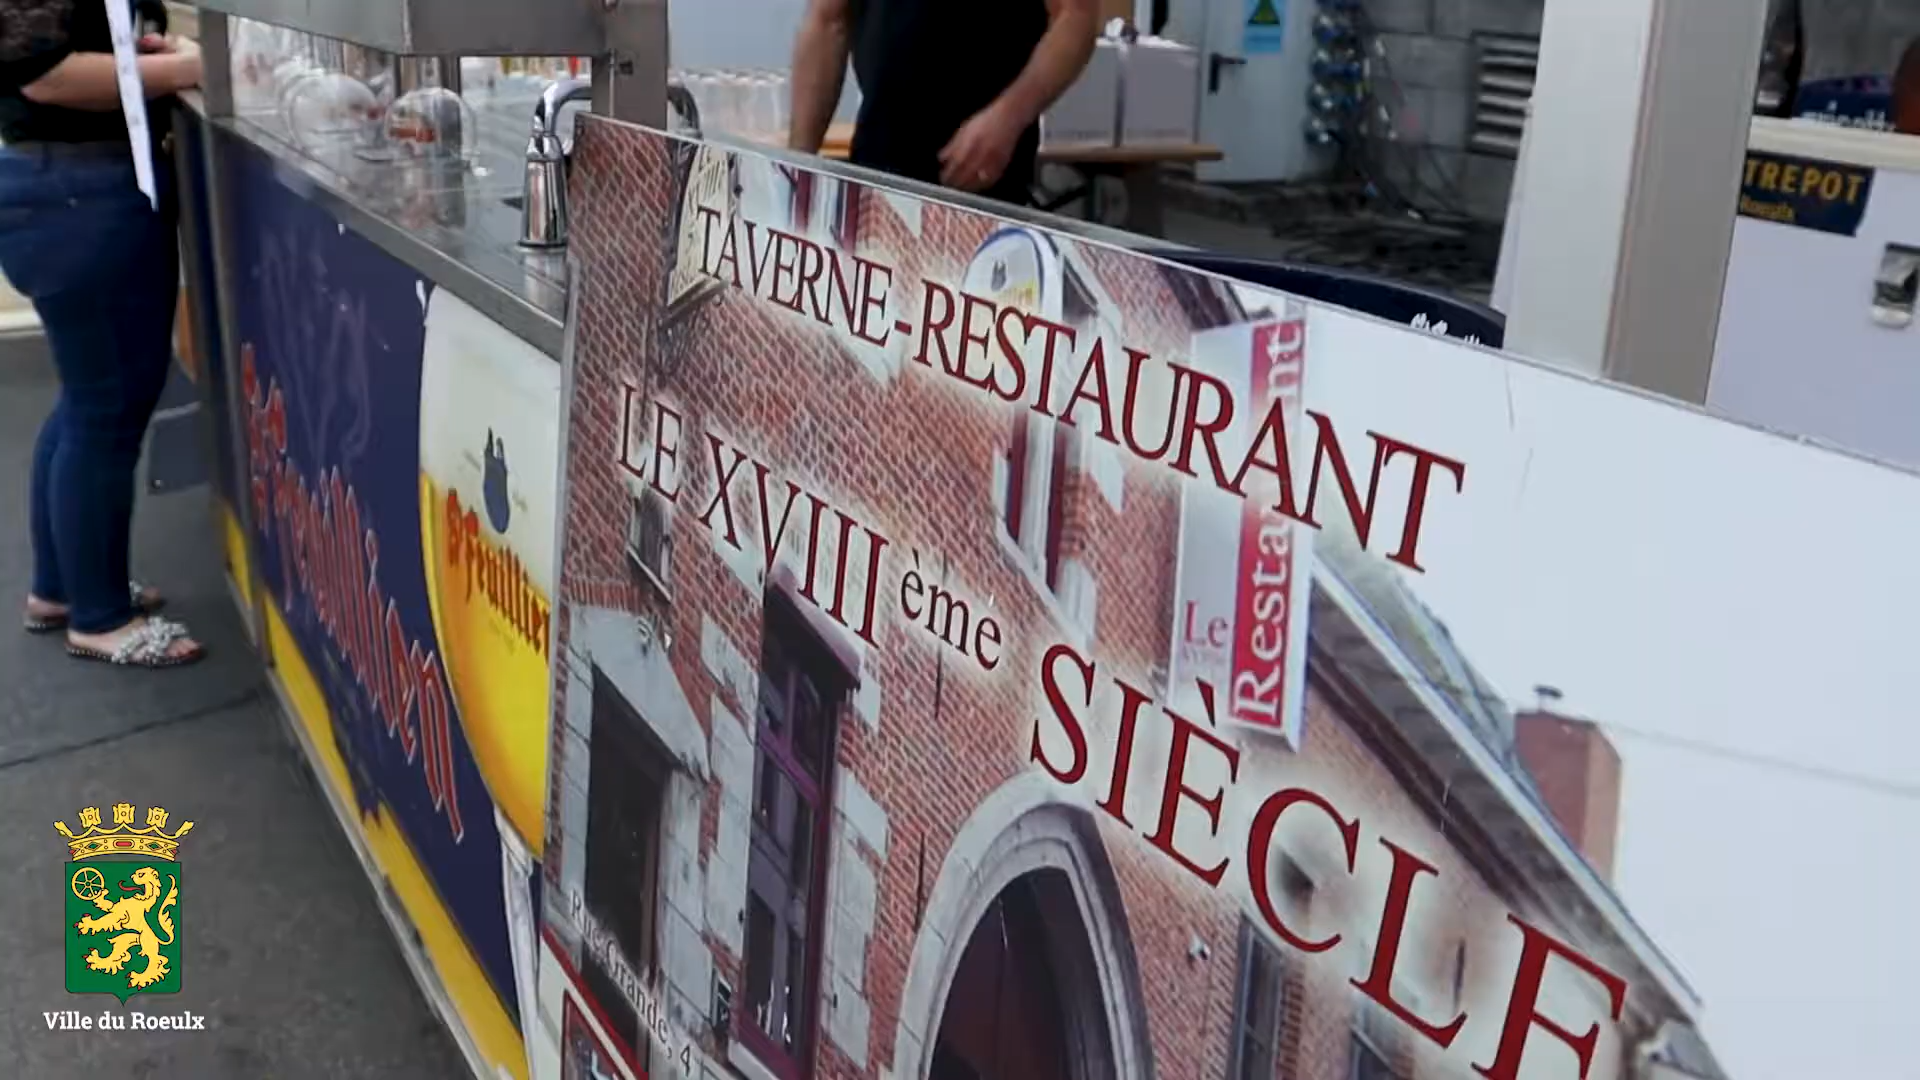 TAVERNE-RESTAURANT
LE XVIII ème SIÈCLE
Le
Restaurant
Rue Grande, 4
St Feuillien
St Feuillien
TREPOT
Roeulx
Ville du Roeulx